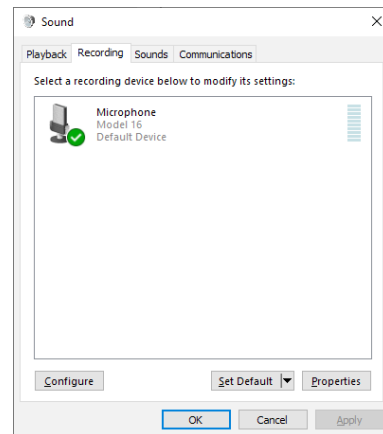 Sound
Playback Recording Sounds Communications
Select a recording device below to modify its settings:
Microphone
Model 16
Default Device
Configure Set Default Properties
OK Cancel Apply